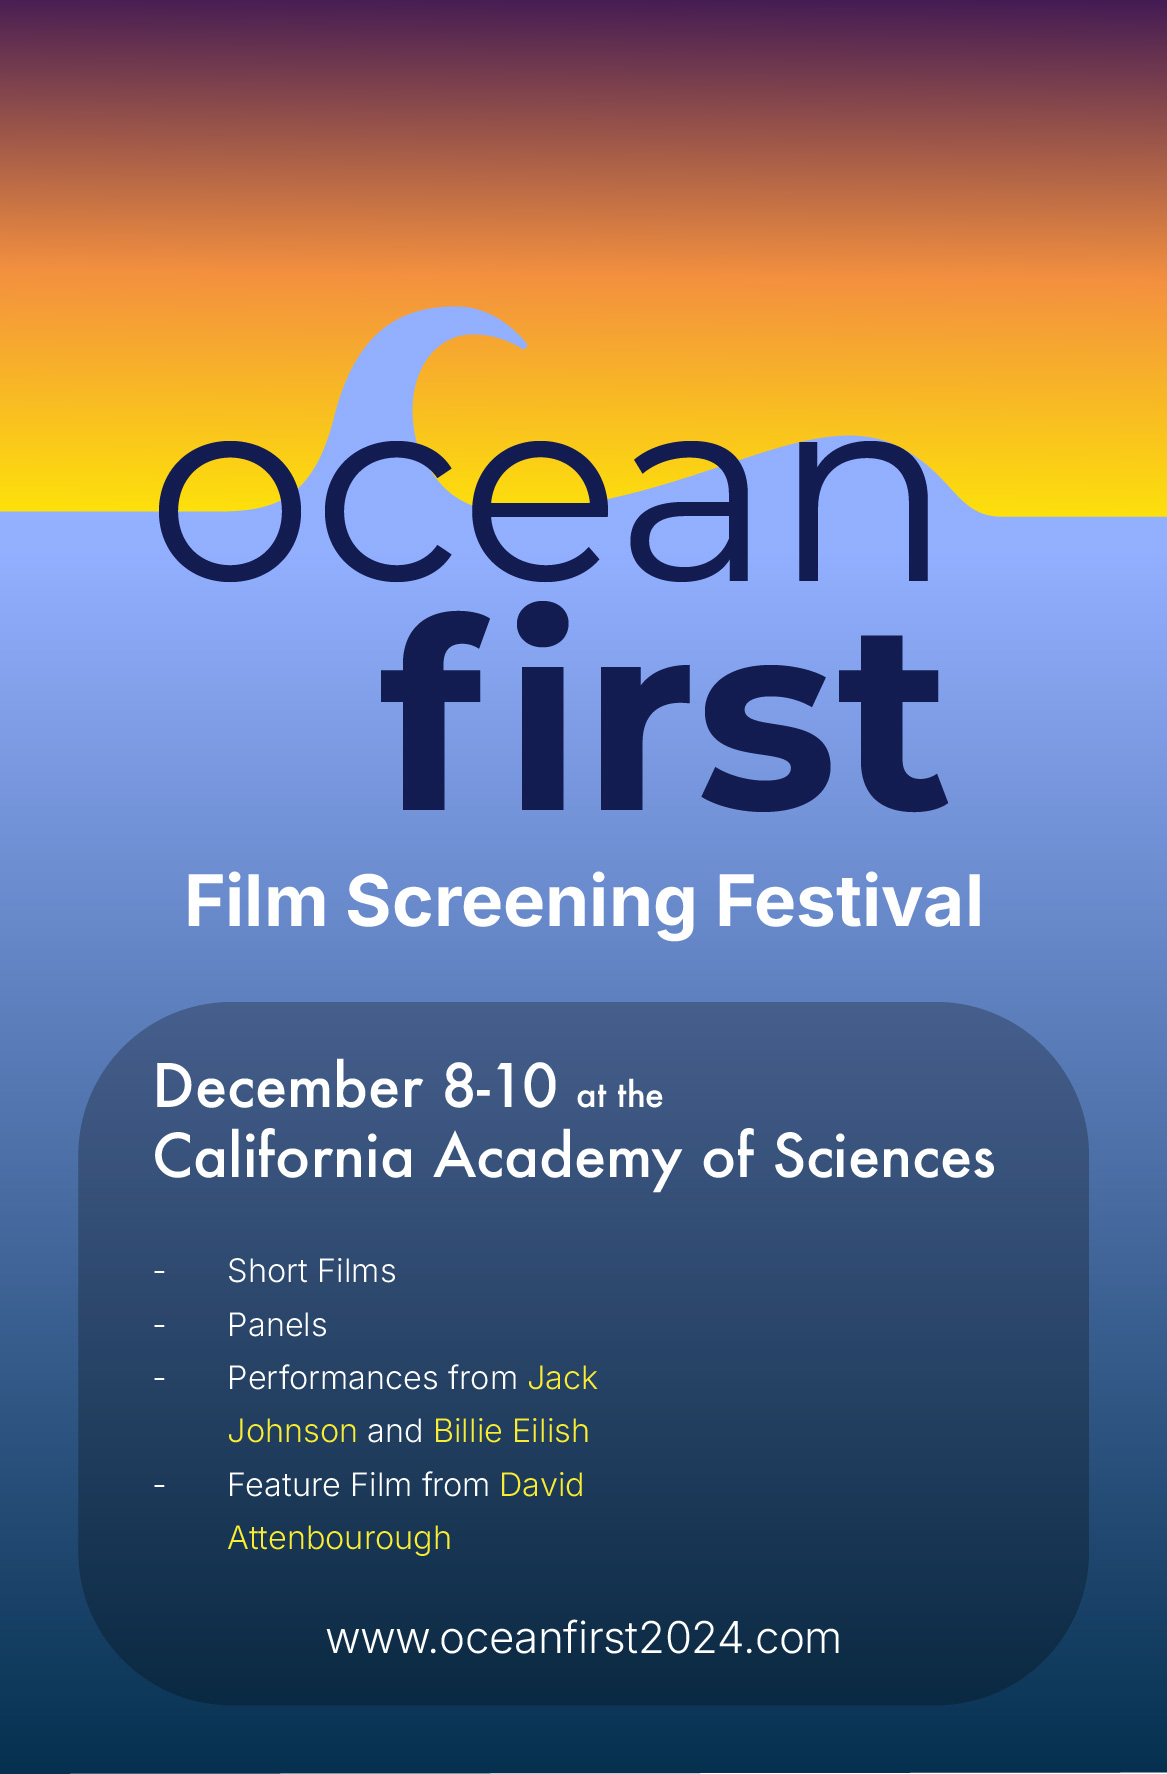 ocean
first
Film Screening Festival
December 8-10 at the
California Academy of Sciences
- Short Films
- Panels
- Performances from Jack
Johnson and Billie Eilish
- Feature Film from David
Attenbourough
www.oceanfirst2024.com